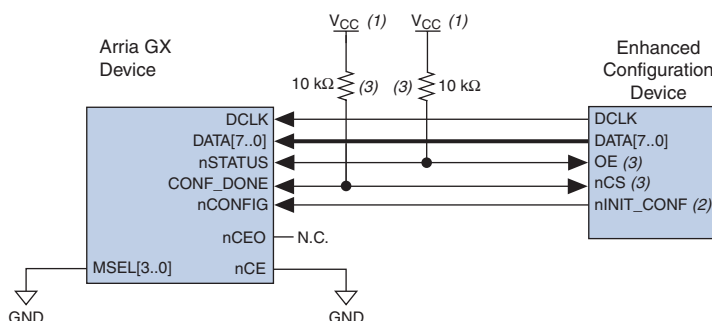 VCC (1) VCC (1)
Arria GX
Device
Enhanced
Configuration
Device
10 kΩ (3) (3) 10 kΩ
DCLK DCLK
DATA[7..0] DATA[7..0]
nSTATUS OE (3)
CONF_DONE nCS (3)
nCONFIG nINIT_CONF (2)
nCEO N.C.
MSEL[3..0] nCE
GND GND